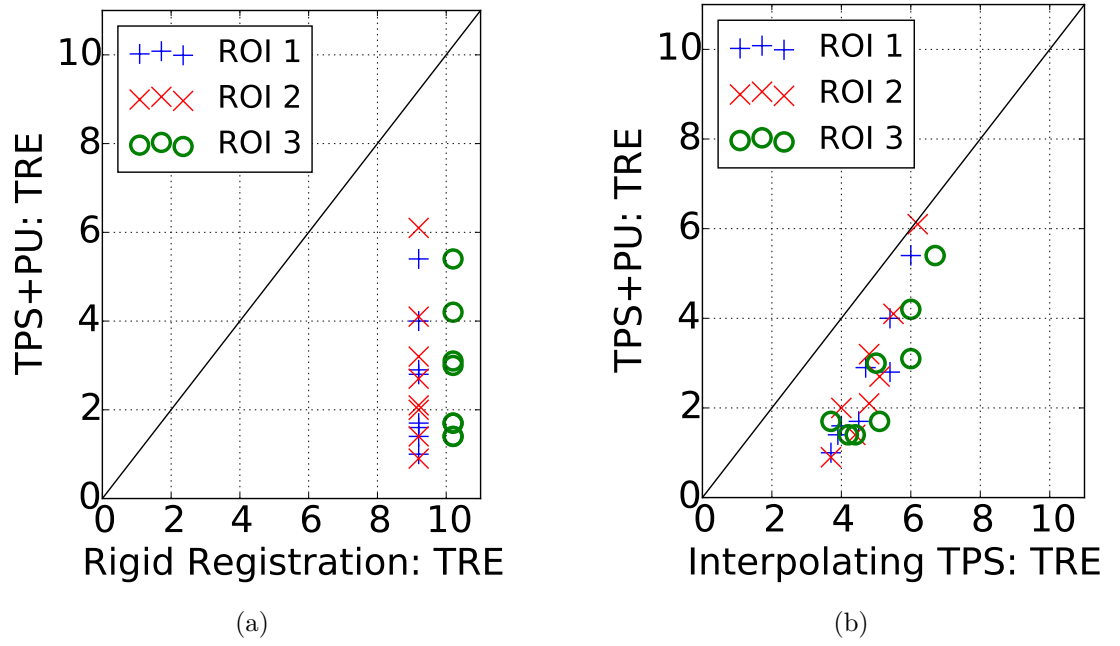 10
8
6
4
2
0
0 2 4 6 8 10
TPS+PU: TRE
Rigid Registration: TRE
ROI 1
ROI 2
ROI 3
(a)
10
8
6
4
2
0
0 2 4 6 8 10
TPS+PU: TRE
Interpolating TPS: TRE
ROI 1
ROI 2
ROI 3
(b)